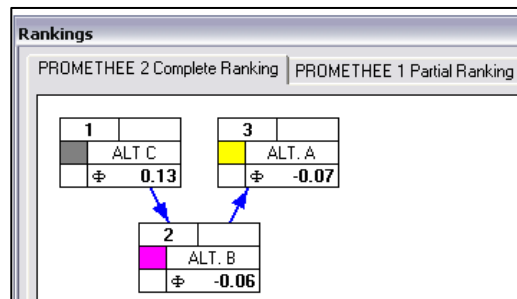 Rankings
PROMETHEE 2 Complete Ranking PROMETHEE 1 Partial Ranking
1 3
ALT C ALT. A
Φ 0.13 Φ -0.07
2
ALT. B
Φ -0.06